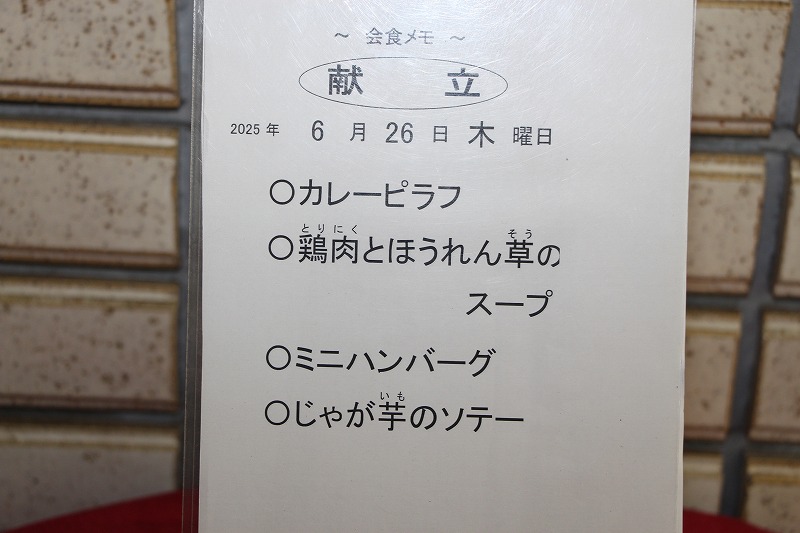 ～ 会食メモ ～
献 立
2025 年 6 月 26 日 木 曜日
○カレーピラフ
とりにく そう
○鶏肉とほうれん草の
スープ
○ミニハンバーグ
いも
○じゃが芋のソテー